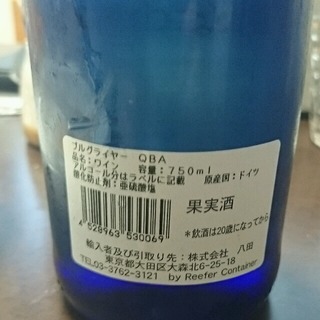 ブルグライヤー QBA
品名：ワイン 容量：750ml
アルコール分はラベルに記載 原産国：ドイツ
酸化防止剤：亜硫酸塩
果実酒
4 528963 530069
＊飲酒は20歳になってから
輸入者及び引取り先：株式会社 八田
東京都大田区大森北6-25-18
TEL03-3762-3121 by Reefer Container